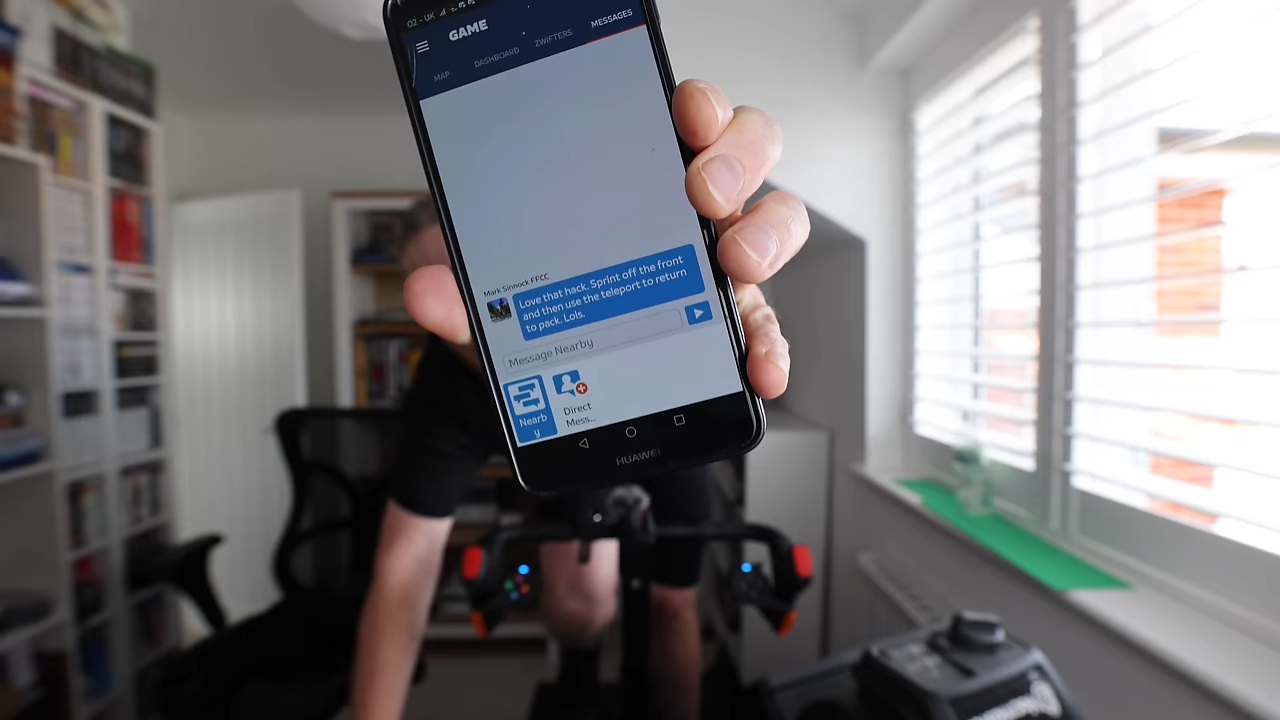 O2 - UK
GAME
MAP DASHBOARD ZWIFTERS MESSAGES
Mark Sinnock FFCC
Love that hack. Sprint off the front
and then use the teleport to return
to pack. Lols.
Message Nearby
Nearb
y
Direct
Mess...
HUAWEI